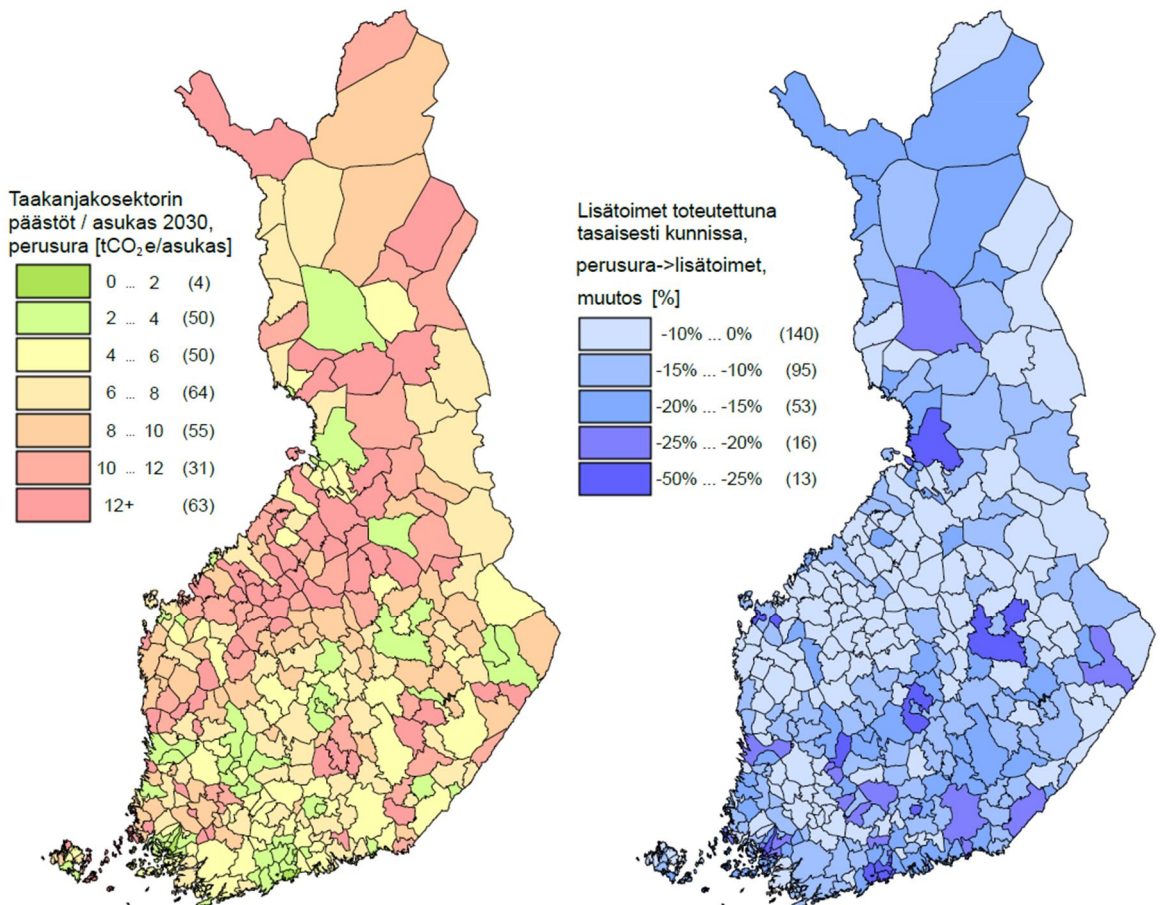 Taakanjakosektorin
päästöt / asukas 2030,
perusura [tCO₂e/asukas]
0 ... 2 (4)
2 ... 4 (50)
4 ... 6 (50)
6 ... 8 (64)
8 ... 10 (55)
10 ... 12 (31)
12+ (63)
Lisätoimet toteutettuna
tasaisesti kunnissa,
perusura->lisätoimet,
muutos [%]
-10% ... 0% (140)
-15% ... -10% (95)
-20% ... -15% (53)
-25% ... -20% (16)
-50% ... -25% (13)